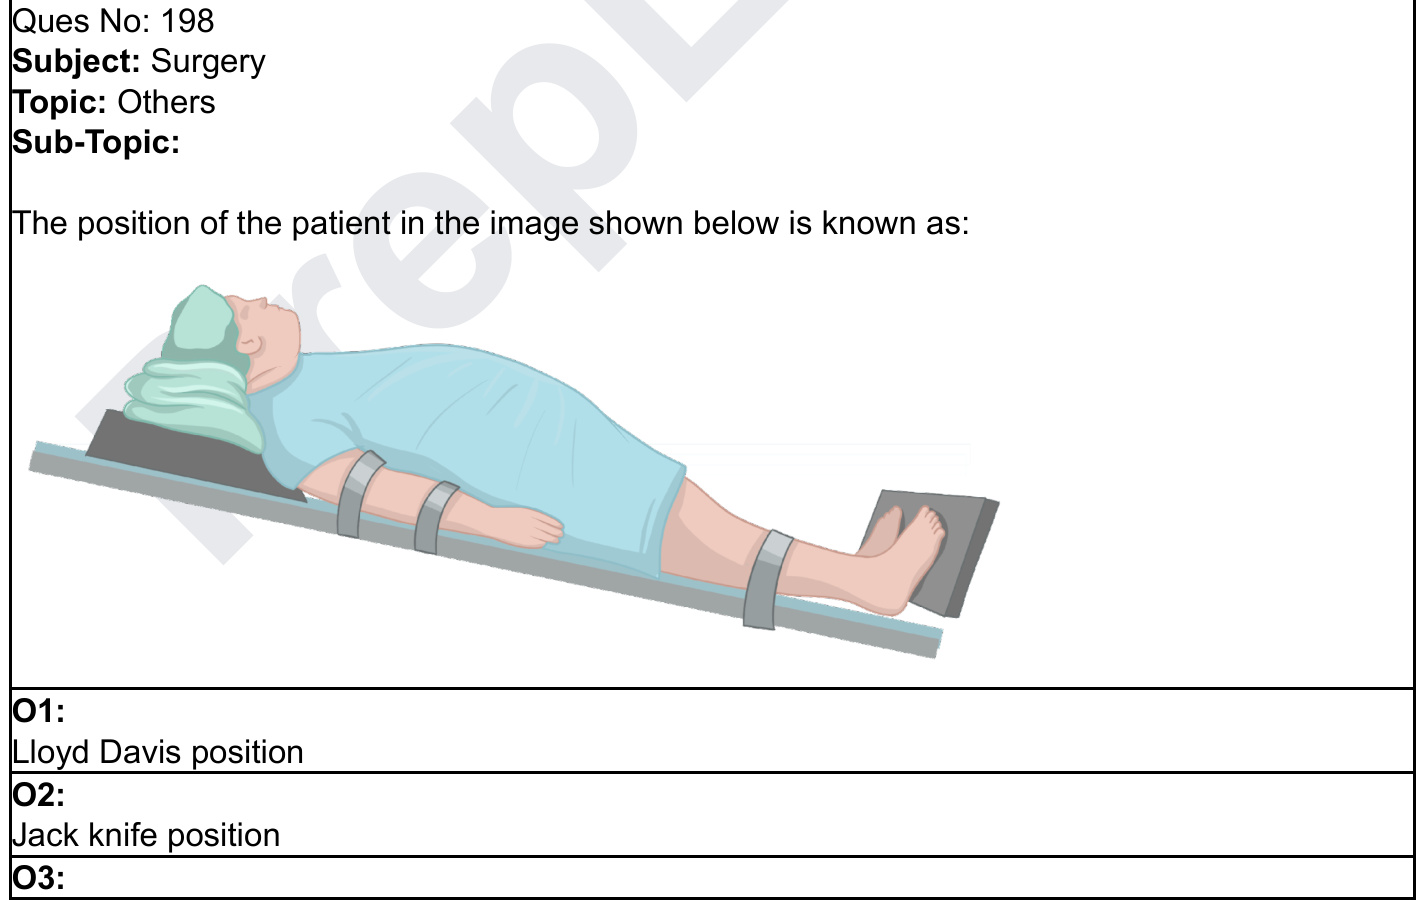 Ques No: 198
Subject: Surgery
Topic: Others
Sub-Topic:
The position of the patient in the image shown below is known as:
O1:
Lloyd Davis position
O2:
Jack knife position
O3:
PrepL